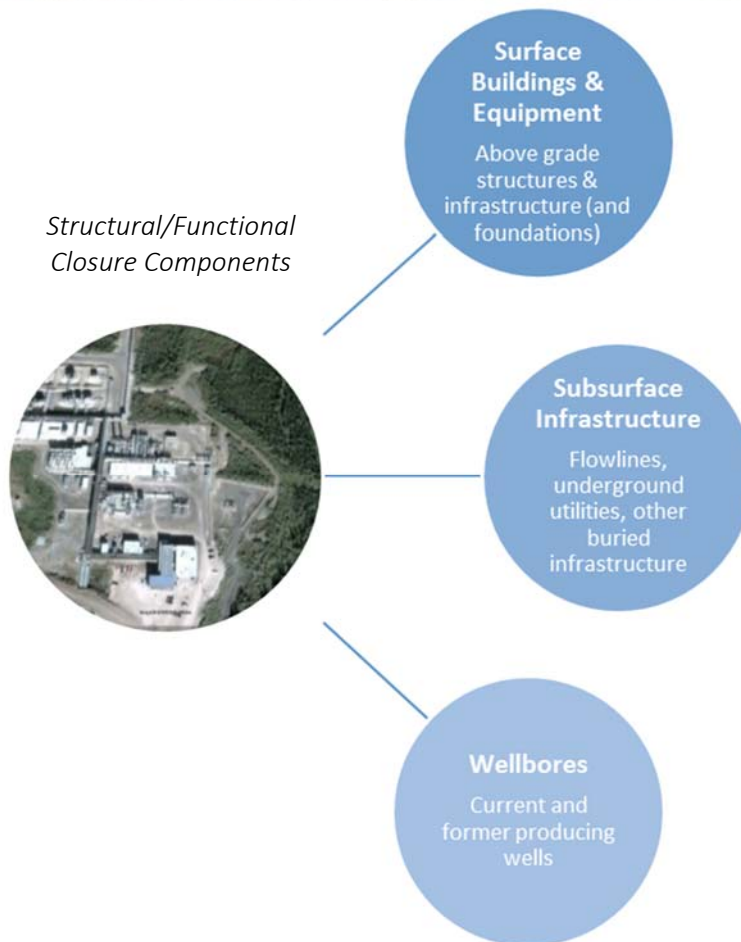 Structural/Functional
Closure Components
Surface
Buildings &
Equipment
Above grade
structures &
infrastructure (and
foundations)
Subsurface
Infrastructure
Flowlines,
underground
utilities, other
buried
infrastructure
Wellbores
Current and
former producing
wells